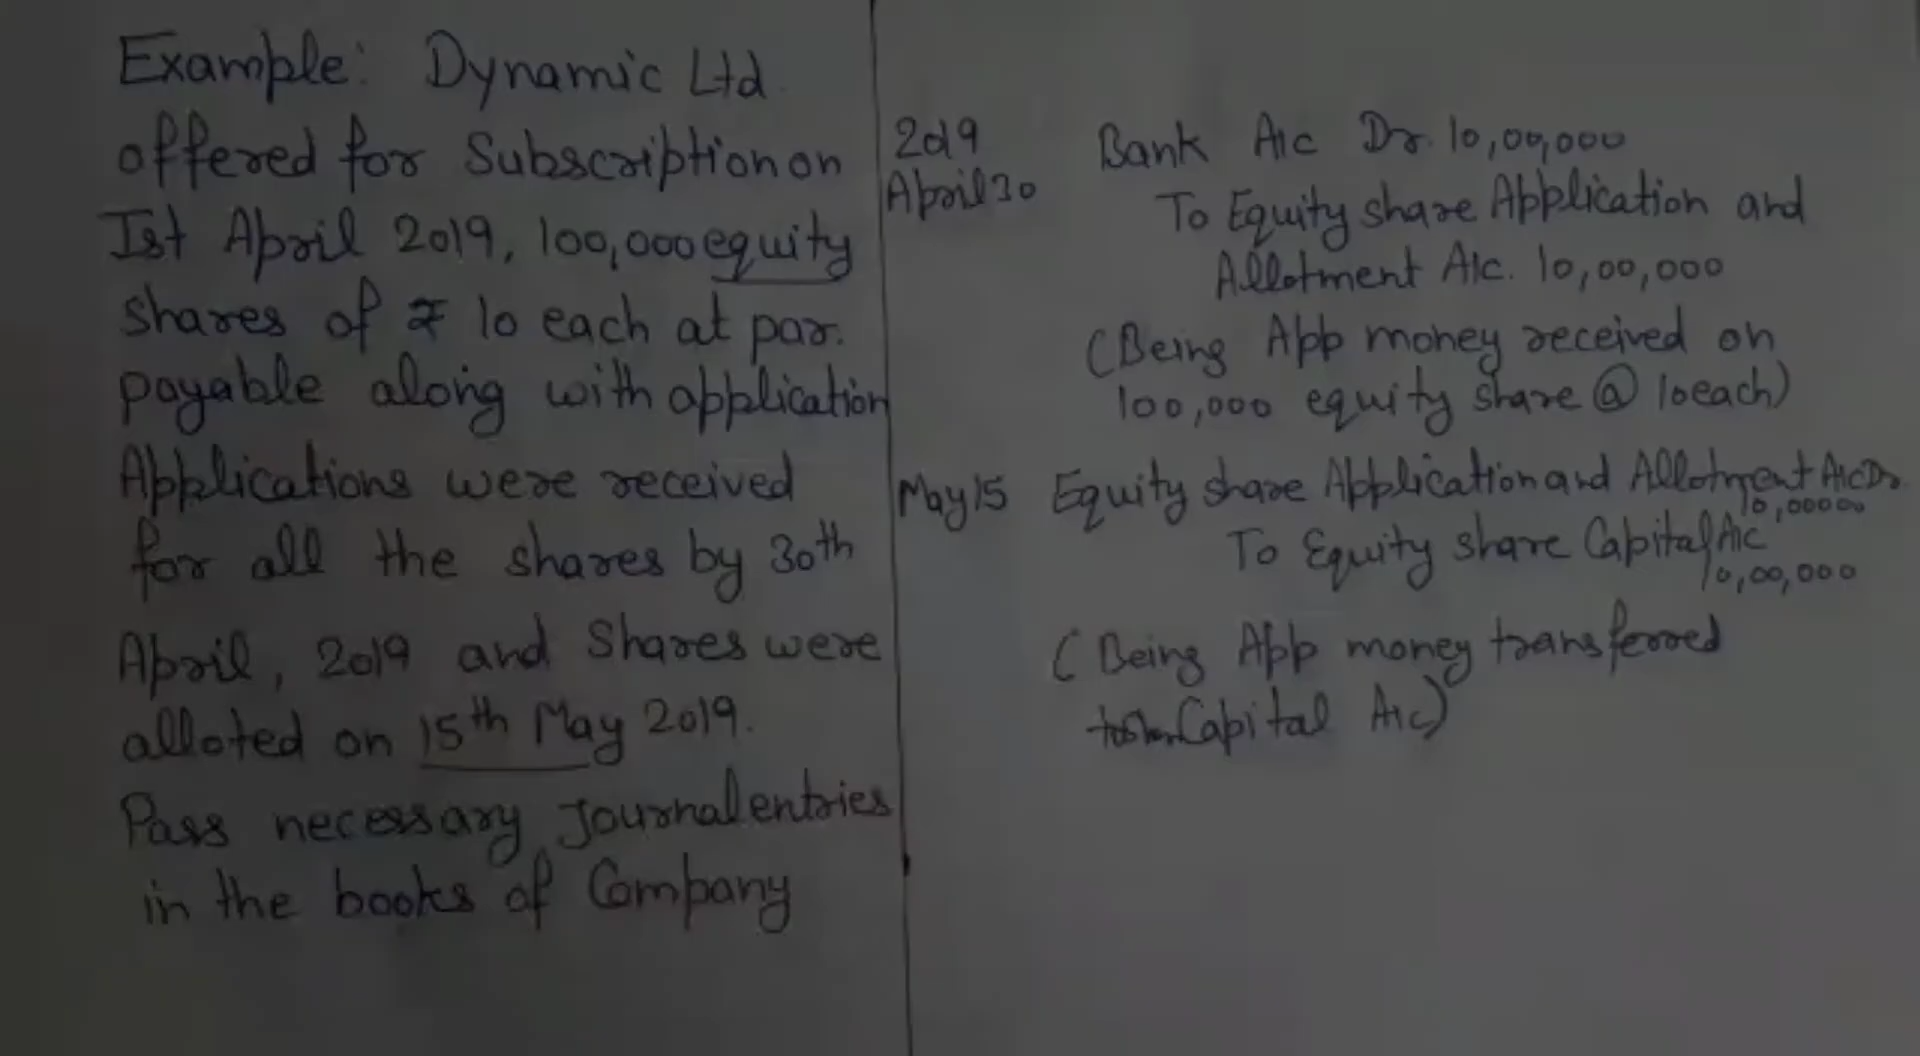 Example: Dynamic Ltd
offered for Subscription on
Ist April 2019, 100,000 equity
shares of ₹ 10 each at par.
payable along with application
Applications were received
for all the shares by 30th
April, 2019 and Shares were
alloted on 15th May 2019.
Pass necessary Journal entries
in the books of Company
2019
April 30
Bank A/c Dr. 10,00,000
To Equity share Application and
Allotment A/c. 10,00,000
(Being App money received on
100,000 equity share @ 10 each)
May 15 Equity share Application and Allotment A/c Dr.
10,00000
To Equity share Capital A/c
10,00,000
(Being App money transferred
Capital A/c)